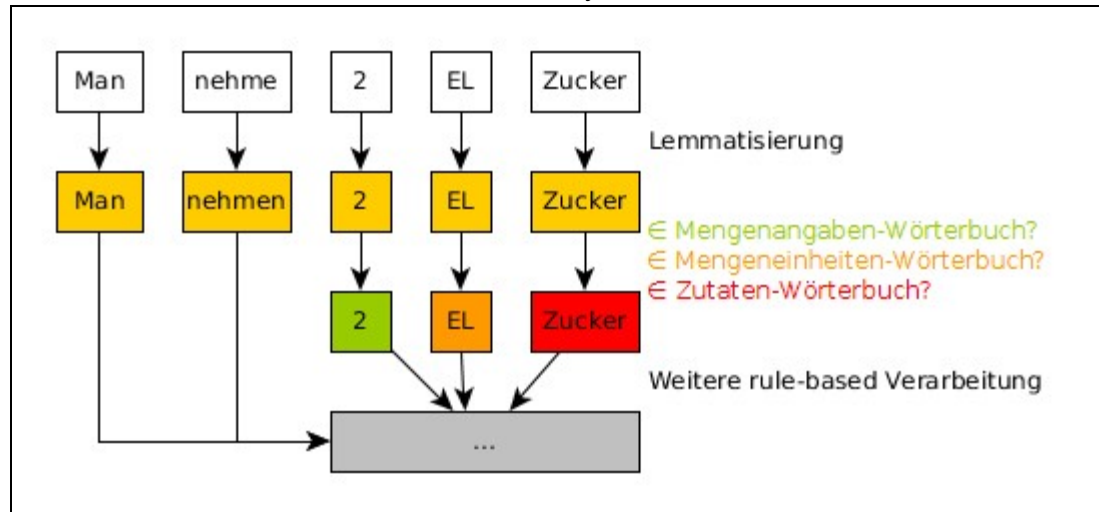 Man nehme 2 EL Zucker
Lemmatisierung
Man nehmen 2 EL Zucker
∈ Mengenangaben-Wörterbuch?
∈ Mengeneinheiten-Wörterbuch?
∈ Zutaten-Wörterbuch?
2 EL Zucker
Weitere rule-based Verarbeitung
...